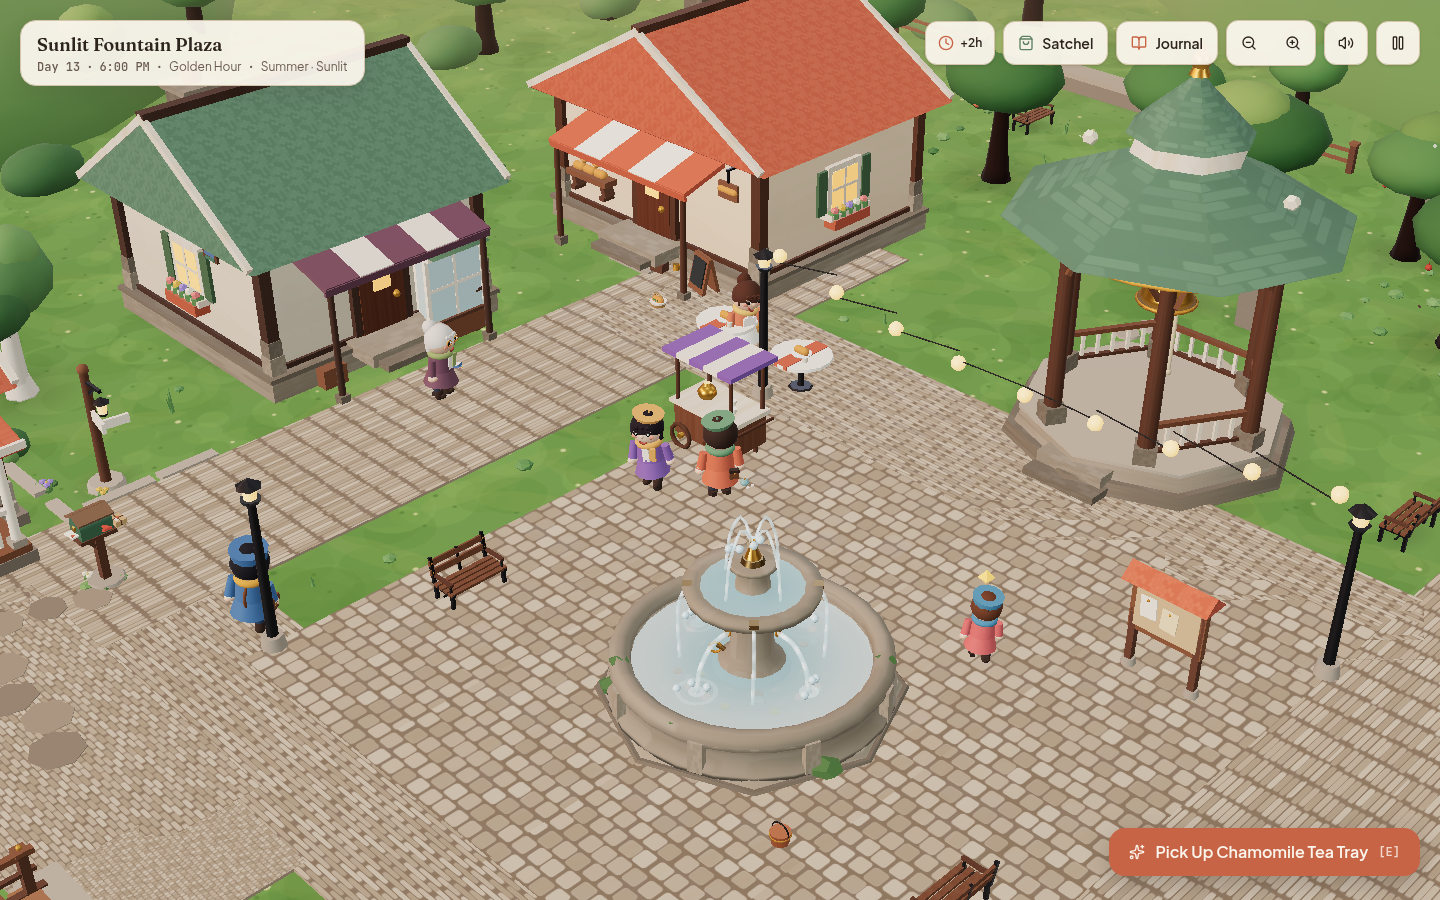 Sunlit Fountain Plaza
Day 13 · 6:00 PM · Golden Hour · Summer · Sunlit
+2h
Satchel
Journal
Pick Up Chamomile Tea Tray [E]